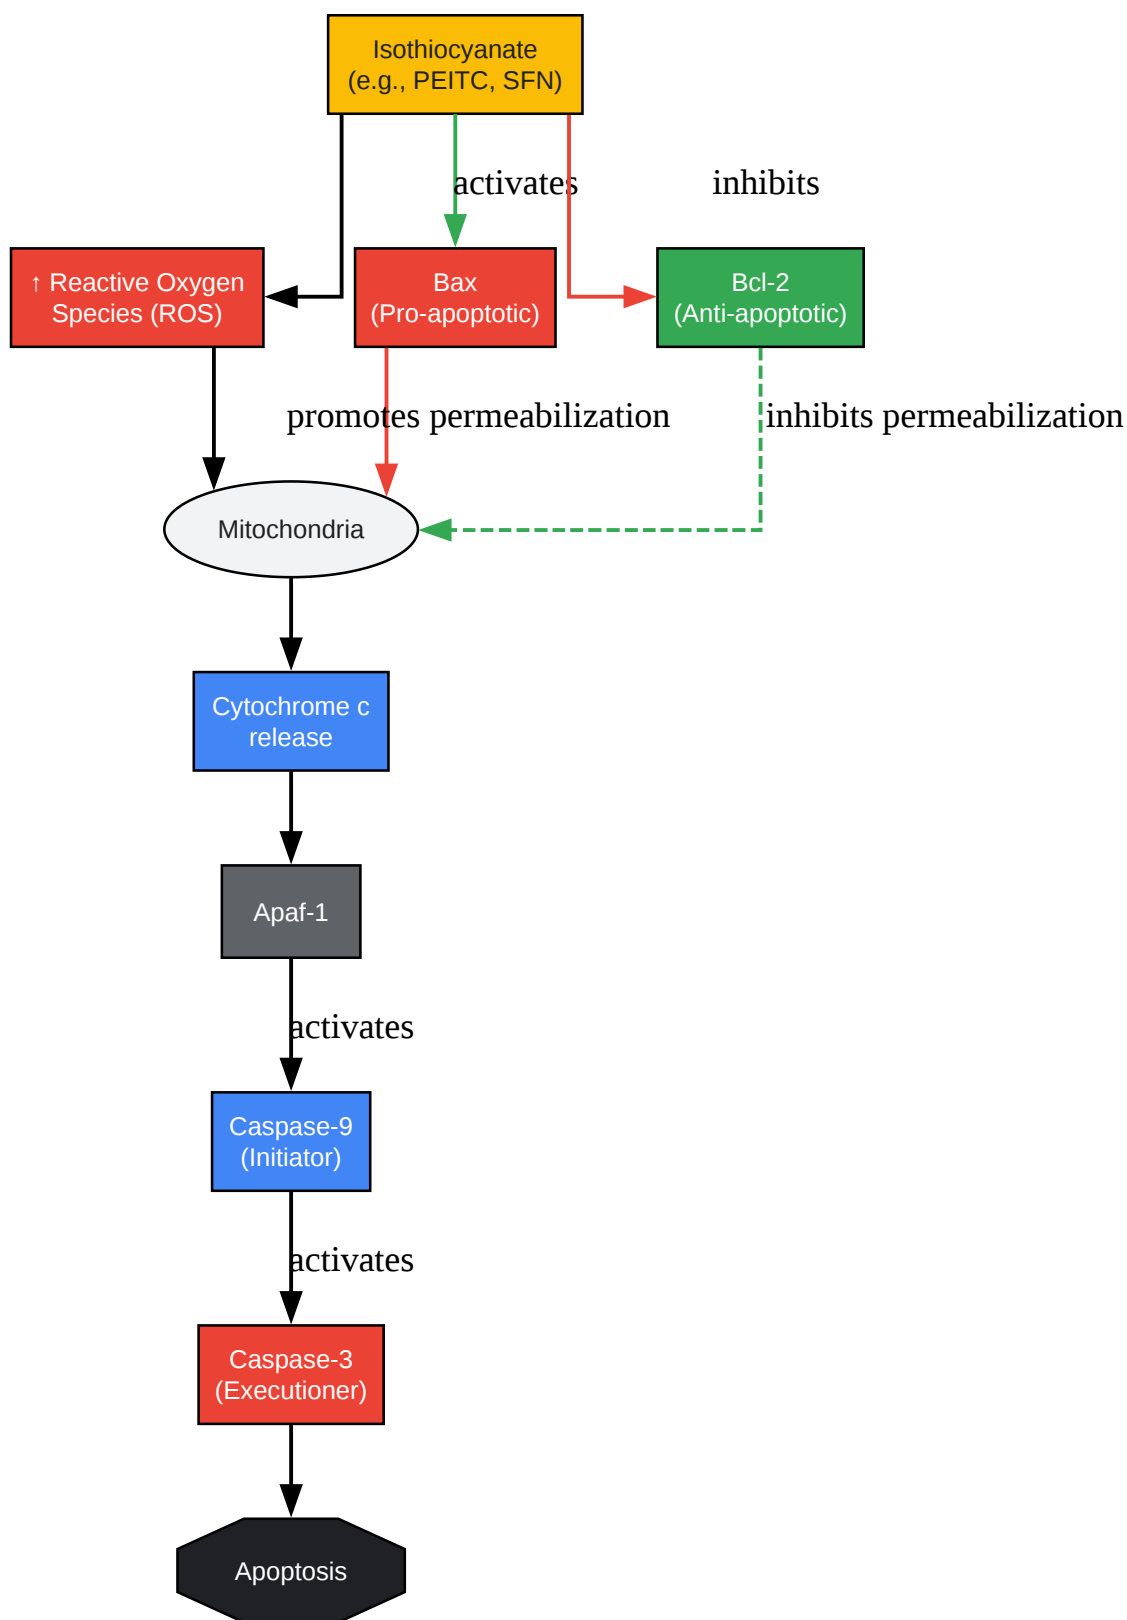 Isothiocyanate
(e.g., PEITC, SFN)
activates
inhibits
↑ Reactive Oxygen
Species (ROS)
Bax
(Pro-apoptotic)
Bcl-2
(Anti-apoptotic)
promotes permeabilization
inhibits permeabilization
Mitochondria
Cytochrome c
release
Apaf-1
activates
Caspase-9
(Initiator)
activates
Caspase-3
(Executioner)
Apoptosis